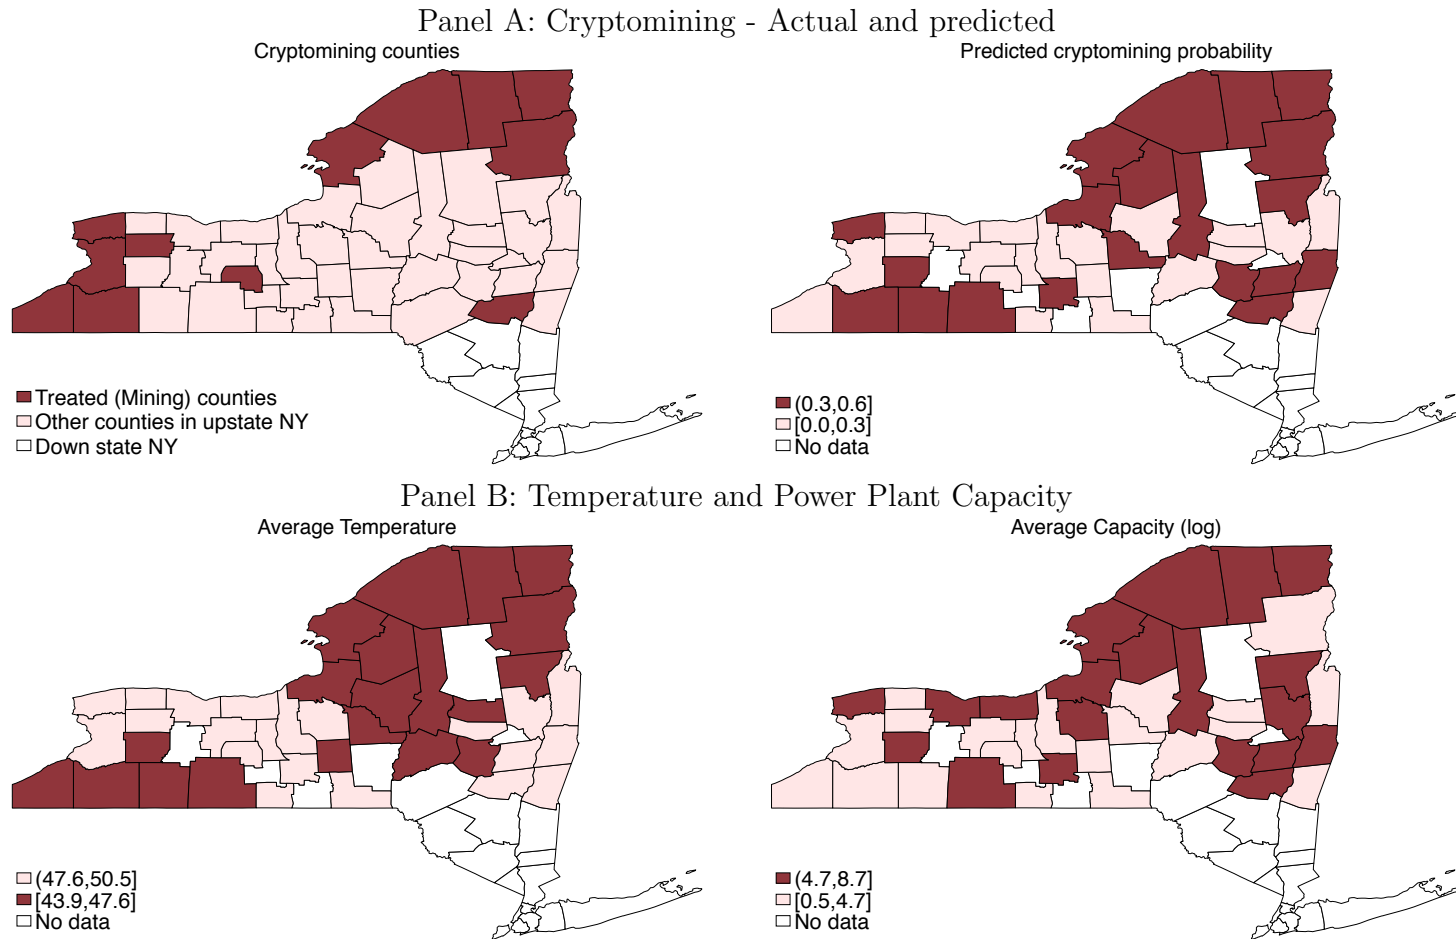 Panel A: Cryptomining - Actual and predicted
Cryptomining counties
Predicted cryptomining probability
Treated (Mining) counties
Other counties in upstate NY
Down state NY
(0.3,0.6]
[0.0,0.3]
No data
Panel B: Temperature and Power Plant Capacity
Average Temperature
Average Capacity (log)
(47.6,50.5]
[43.9,47.6]
No data
(4.7,8.7]
[0.5,4.7]
No data